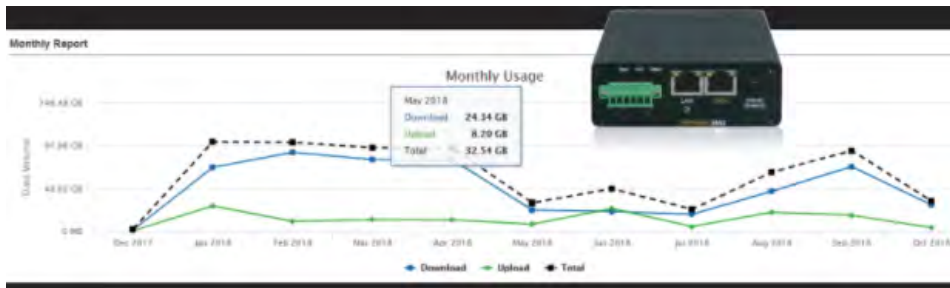 Monthly Report
Monthly Usage
May 2018
Download 24.34 GB
Upload 8.20 GB
Total 32.54 GB
Data Volume
0 MB
Dec 2017 Jan 2018 Feb 2018 Mar 2018 Apr 2018 May 2018 Jun 2018 Jul 2018 Aug 2018 Sep 2018 Oct 2018
Download Upload Total